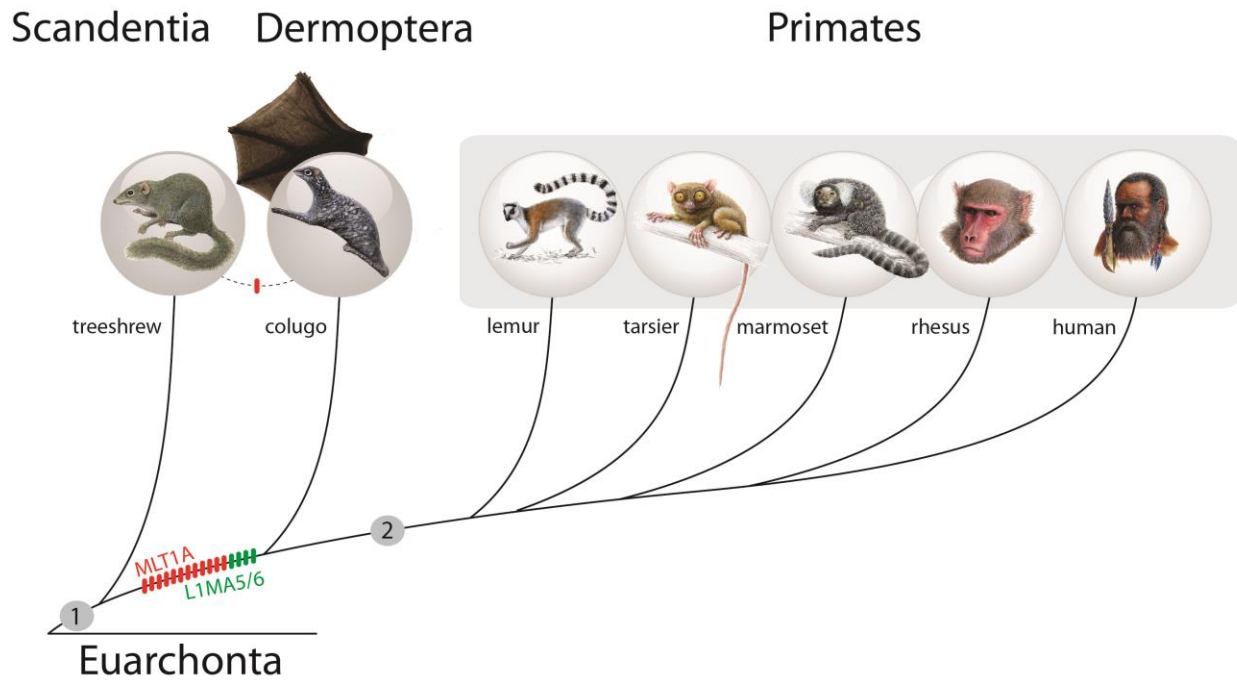 Scandentia
Dermoptera
Primates
treeshrew
colugo
lemur
tarsier
marmoset
rhesus
human
2
MLT1A
L1MA5/6
1
Euarchonta